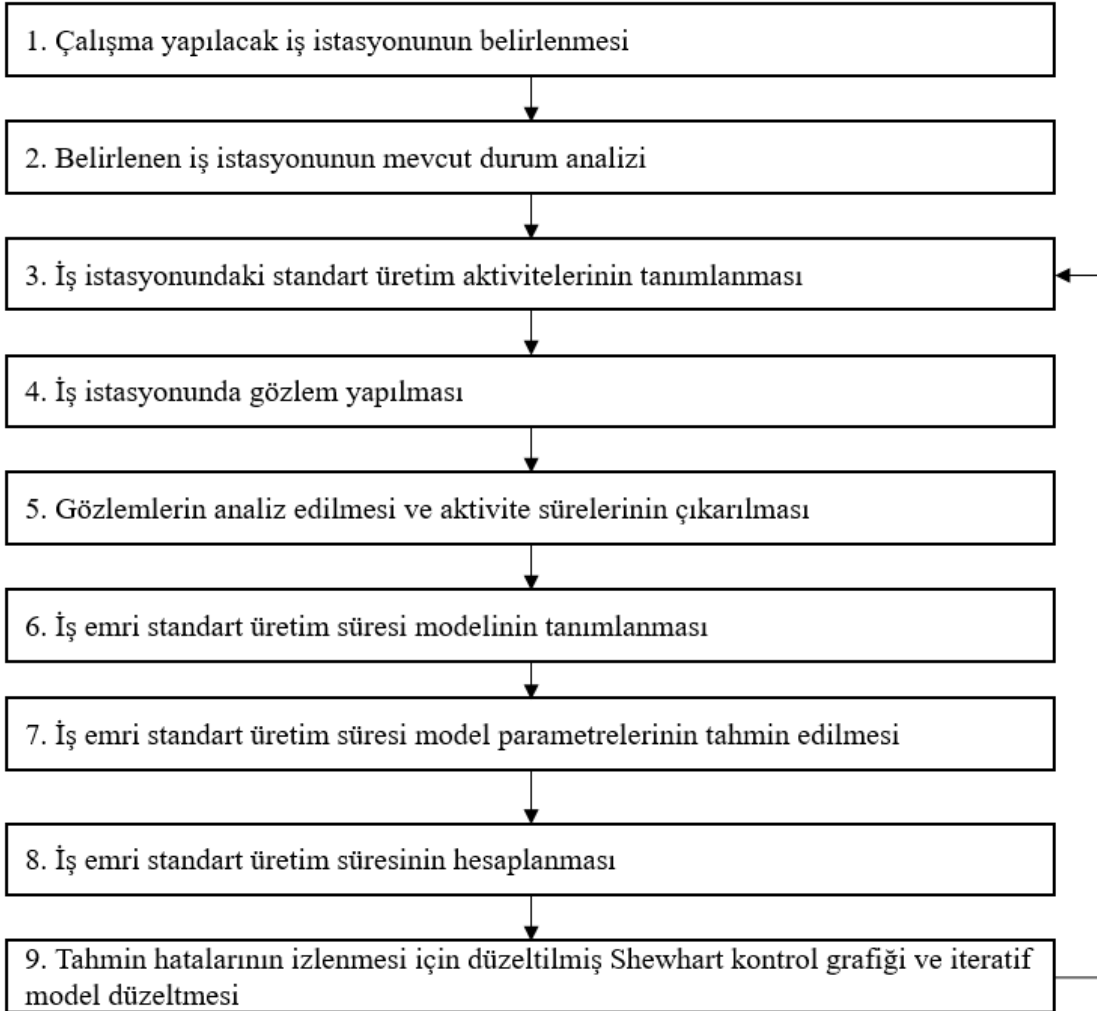 1. Çalışma yapılacak iş istasyonunun belirlenmesi
2. Belirlenen iş istasyonunun mevcut durum analizi
3. İş istasyonundaki standart üretim aktivitelerinin tanımlanması
4. İş istasyonunda gözlem yapılması
5. Gözlemlerin analiz edilmesi ve aktivite sürelerinin çıkarılması
6. İş emri standart üretim süresi modelinin tanımlanması
7. İş emri standart üretim süresi model parametrelerinin tahmin edilmesi
8. İş emri standart üretim süresinin hesaplanması
9. Tahmin hatalarının izlenmesi için düzeltilmiş Shewhart kontrol grafiği ve iteratif
model düzeltmesi